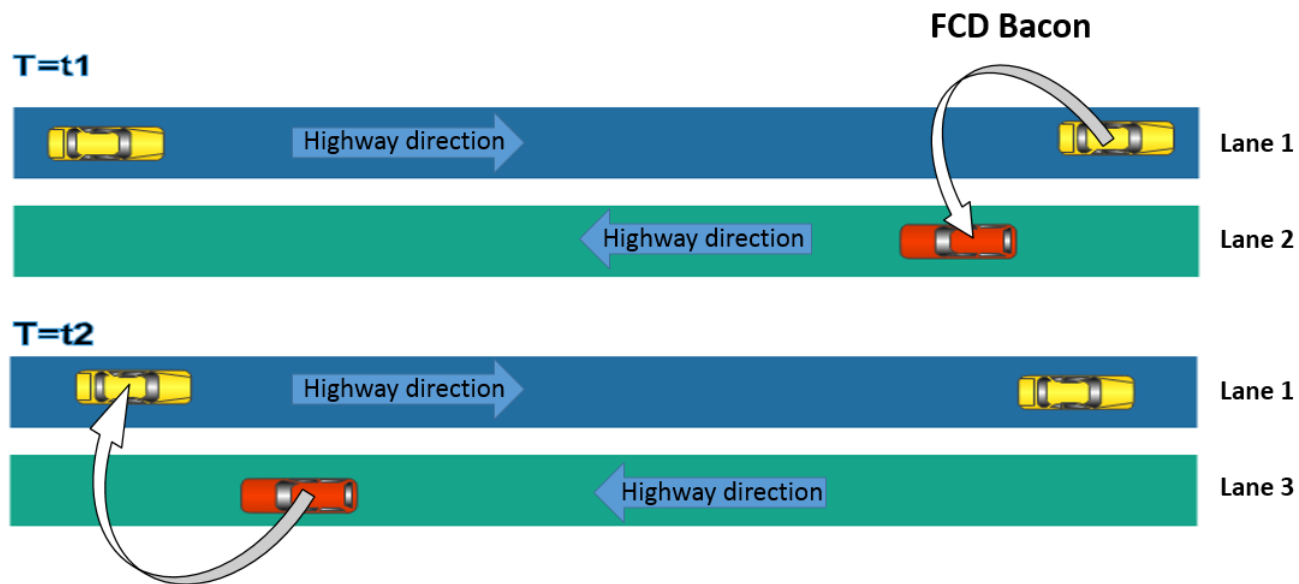 FCD Bacon
T=t1
Highway direction
Lane 1
Highway direction
Lane 2
T=t2
Highway direction
Lane 1
Highway direction
Lane 3